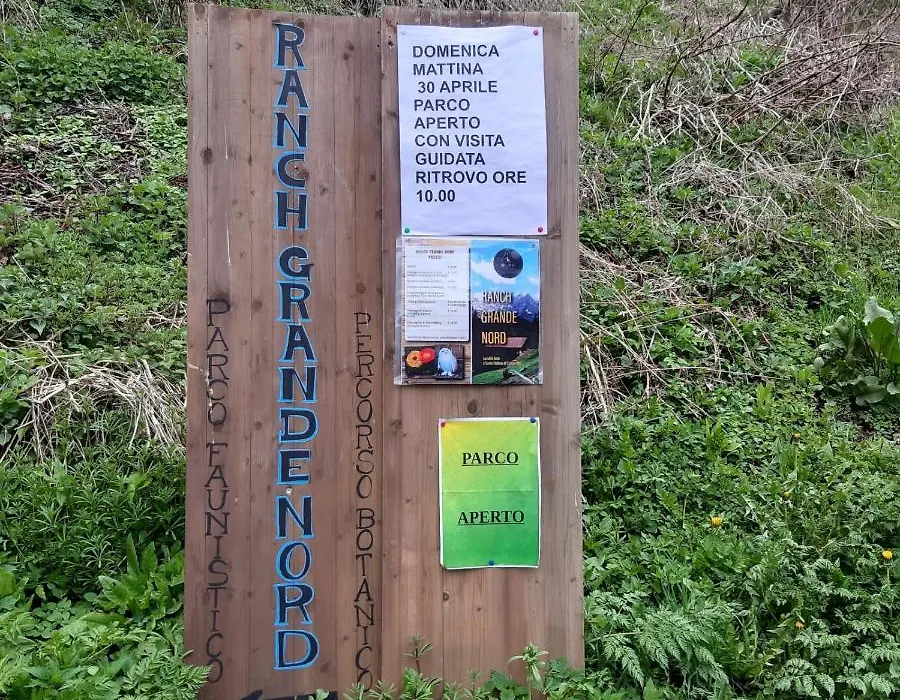 RANCH GRANDE NORD
PARCO FAUNISTICO
PERCORSO BOTANICO
DOMENICA
MATTINA
30 APRILE
PARCO
APERTO
CON VISITA
GUIDATA
RITROVO ORE
10.00
RANCH
GRANDE
NORD
PARCO
APERTO